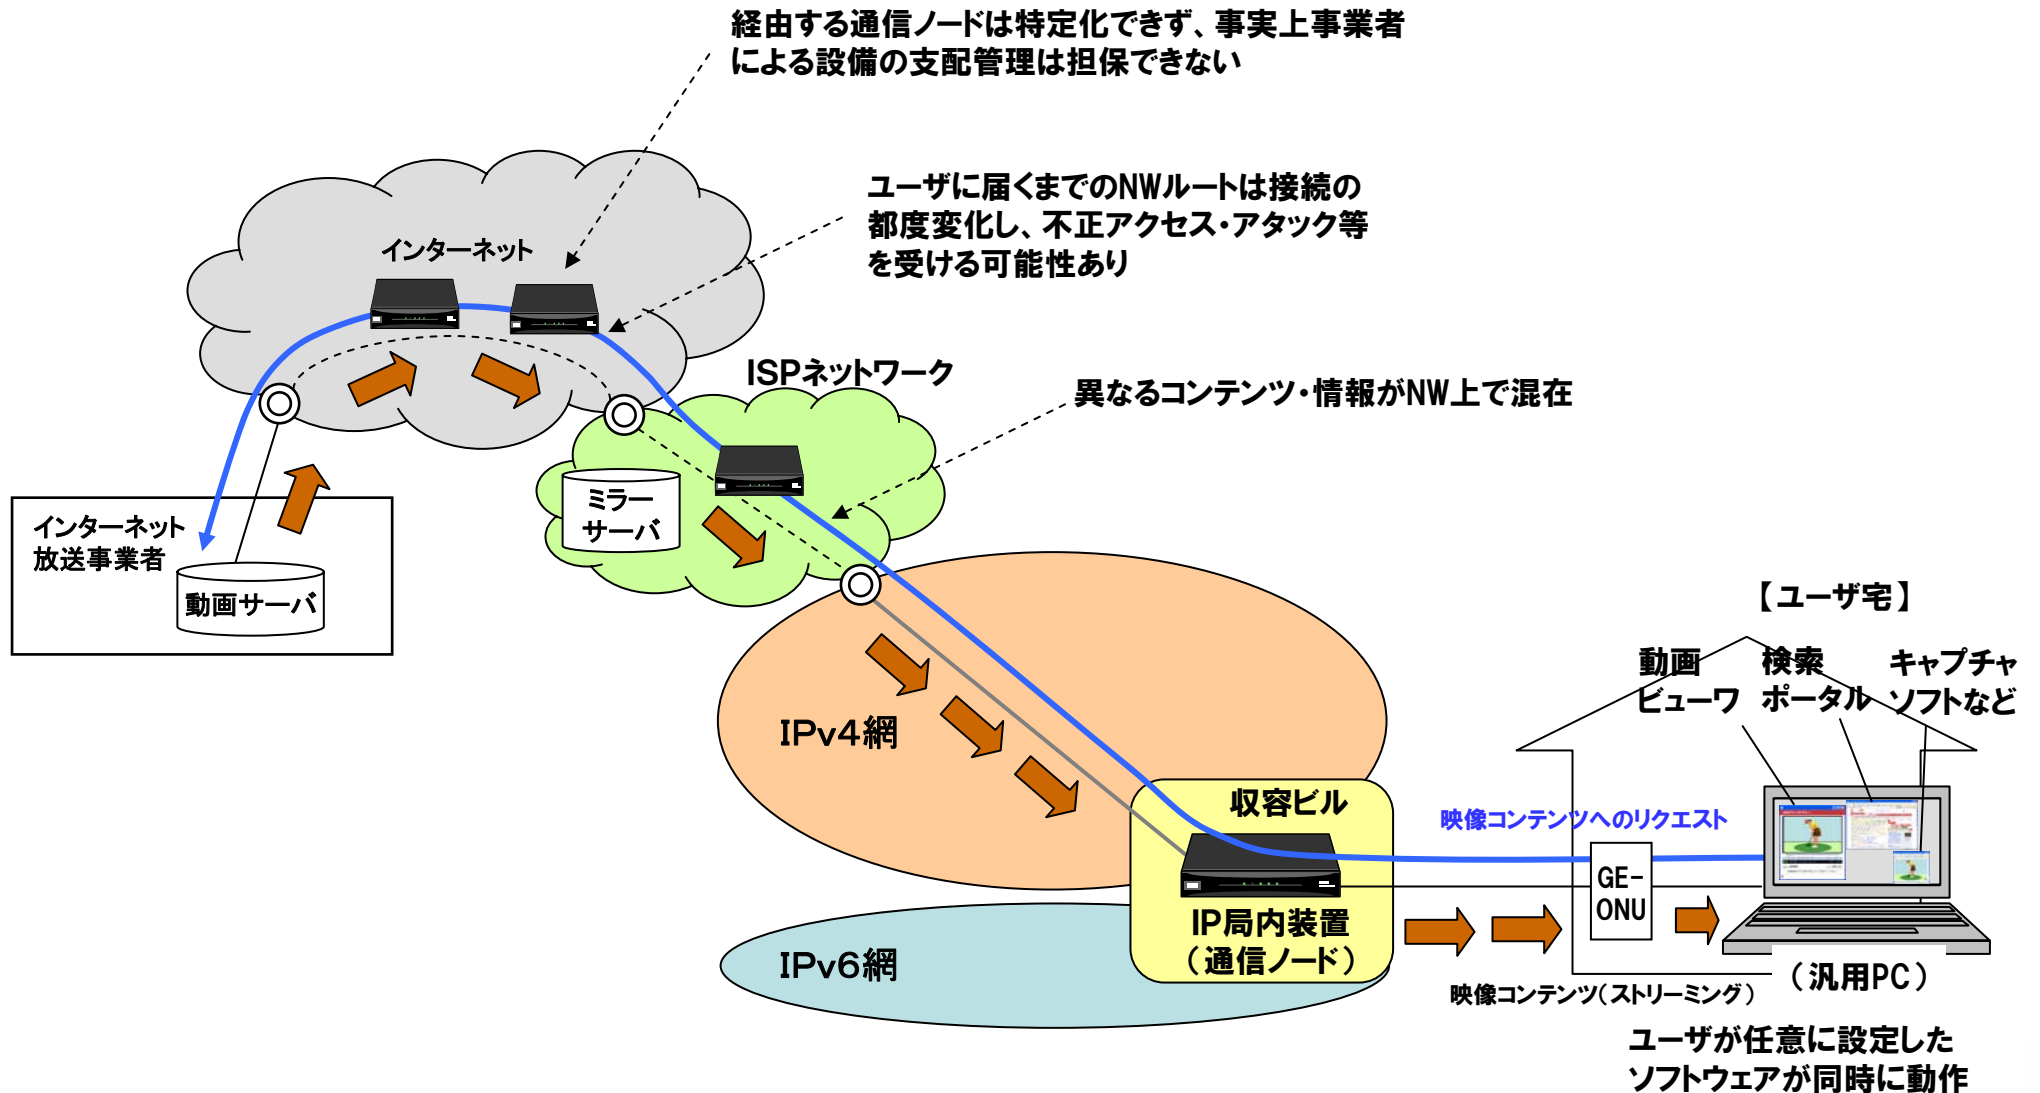 経由する通信ノードは特定化できず、事実上事業者
による設備の支配管理は担保できない
ユーザに届くまでのNWルートは接続の
都度変化し、不正アクセス・アタック等
を受ける可能性あり
インターネット
ISPネットワーク
異なるコンテンツ・情報がNW上で混在
ミラー
サーバ
インターネット
放送事業者
動画サーバ
【ユーザ宅】
動画
ビューワ
検索
ポータル
キャプチャ
ソフトなど
IPv4網
収容ビル
映像コンテンツへのリクエスト
GE-
ONU
IP局内装置
(通信ノード)
IPv6網
(汎用PC)
映像コンテンツ(ストリーミング)
ユーザが任意に設定した
ソフトウェアが同時に動作